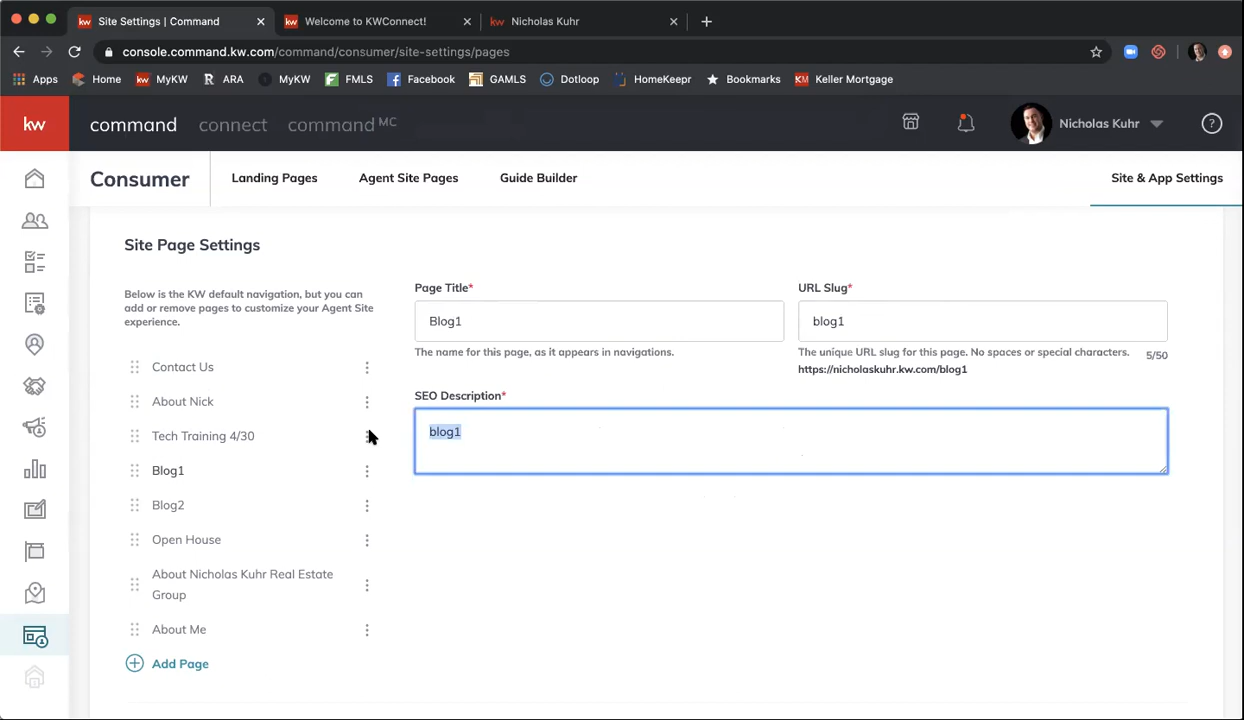 kw Site Settings | Command
kw Welcome to KWConnect!
kw Nicholas Kuhr
console.command.kw.com/command/consumer/site-settings/pages
Apps Home kw MyKW R ARA MyKW FMLS f Facebook GAMLS Dotloop HomeKeepr Bookmarks KM Keller Mortgage
kw command connect command MC Nicholas Kuhr ?
Consumer Landing Pages Agent Site Pages Guide Builder Site & App Settings
Site Page Settings
Below is the KW default navigation, but you can
add or remove pages to customize your Agent Site
experience.
Contact Us
About Nick
Tech Training 4/30
Blog1
Blog2
Open House
About Nicholas Kuhr Real Estate
Group
About Me
Add Page
Page Title*
Blog1
The name for this page, as it appears in navigations.
URL Slug*
blog1
The unique URL slug for this page. No spaces or special characters. 5/50
https://nicholaskuhr.kw.com/blog1
SEO Description*
blog1